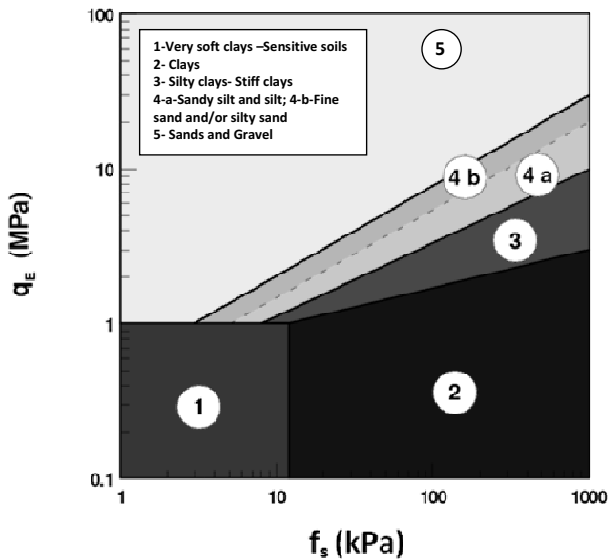 100
1-Very soft clays –Sensitive soils
2- Clays
3- Silty clays- Stiff clays
4-a-Sandy silt and silt; 4-b-Fine
sand and/or silty sand
5- Sands and Gravel
5
10
4 b
4 a
3
qE (MPa)
1
1
2
0.1
1
10
100
1000
fs (kPa)